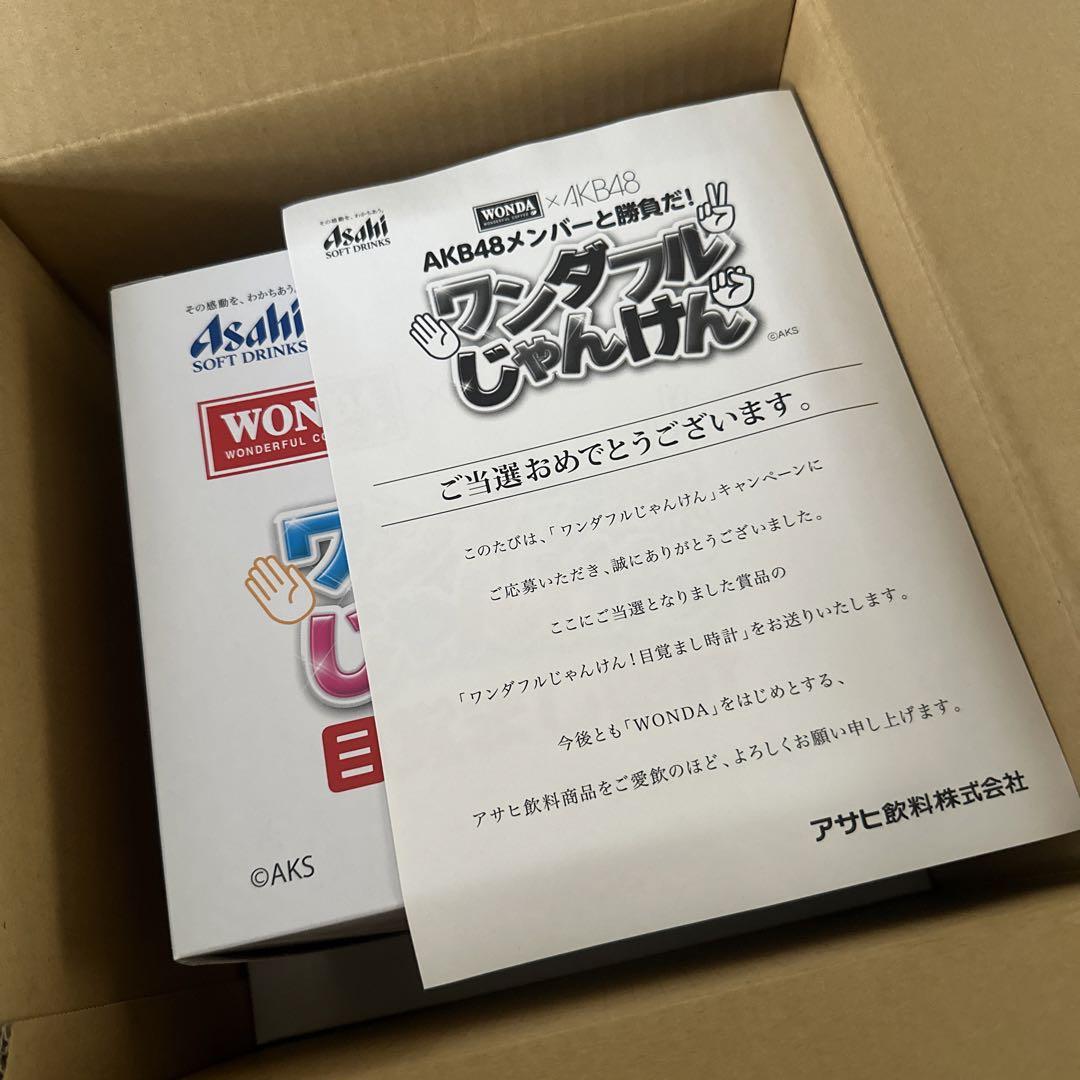 その感動を、わかちあう。
Asahi
SOFT DRINKS
WONDA
WONDERFUL COFFEE
×AKB48
AKB48メンバーと勝負だ！
ワンダフル
じゃんけん
©AKS
ご当選おめでとうございます。
このたびは、「ワンダフルじゃんけん」キャンペーンに
ご応募いただき、誠にありがとうございました。
ここにご当選となりました賞品の
「ワンダフルじゃんけん！目覚まし時計」をお送りいたします。
今後とも「WONDA」をはじめとする、
アサヒ飲料商品をご愛飲のほど、よろしくお願い申し上げます。
アサヒ飲料株式会社
その感動を、わかちあう。
Asahi
SOFT DRINKS
WON
WONDERFUL CO
ワ
じ
©AKS